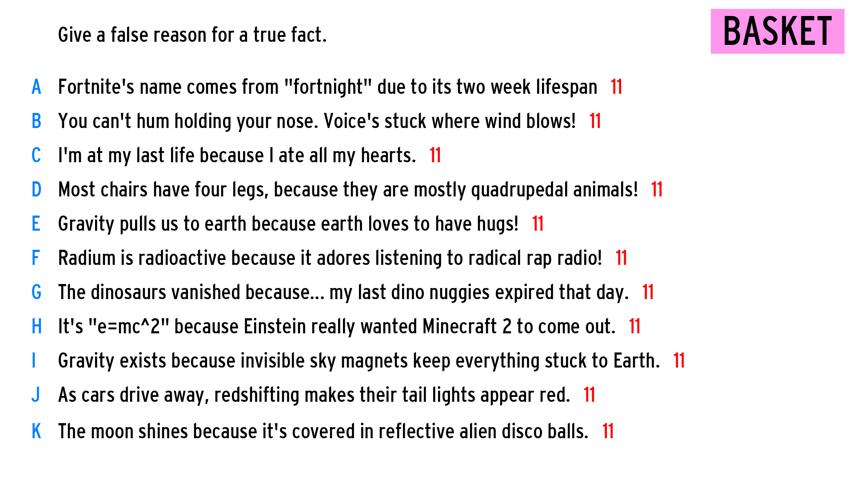 Give a false reason for a true fact.
BASKET
A Fortnite's name comes from "fortnight" due to its two week lifespan 11
B You can't hum holding your nose. Voice's stuck where wind blows! 11
C I'm at my last life because I ate all my hearts. 11
D Most chairs have four legs, because they are mostly quadrupedal animals! 11
E Gravity pulls us to earth because earth loves to have hugs! 11
F Radium is radioactive because it adores listening to radical rap radio! 11
G The dinosaurs vanished because... my last dino nuggies expired that day. 11
H It's "e=mc^2" because Einstein really wanted Minecraft 2 to come out. 11
I Gravity exists because invisible sky magnets keep everything stuck to Earth. 11
J As cars drive away, redshifting makes their tail lights appear red. 11
K The moon shines because it's covered in reflective alien disco balls. 11